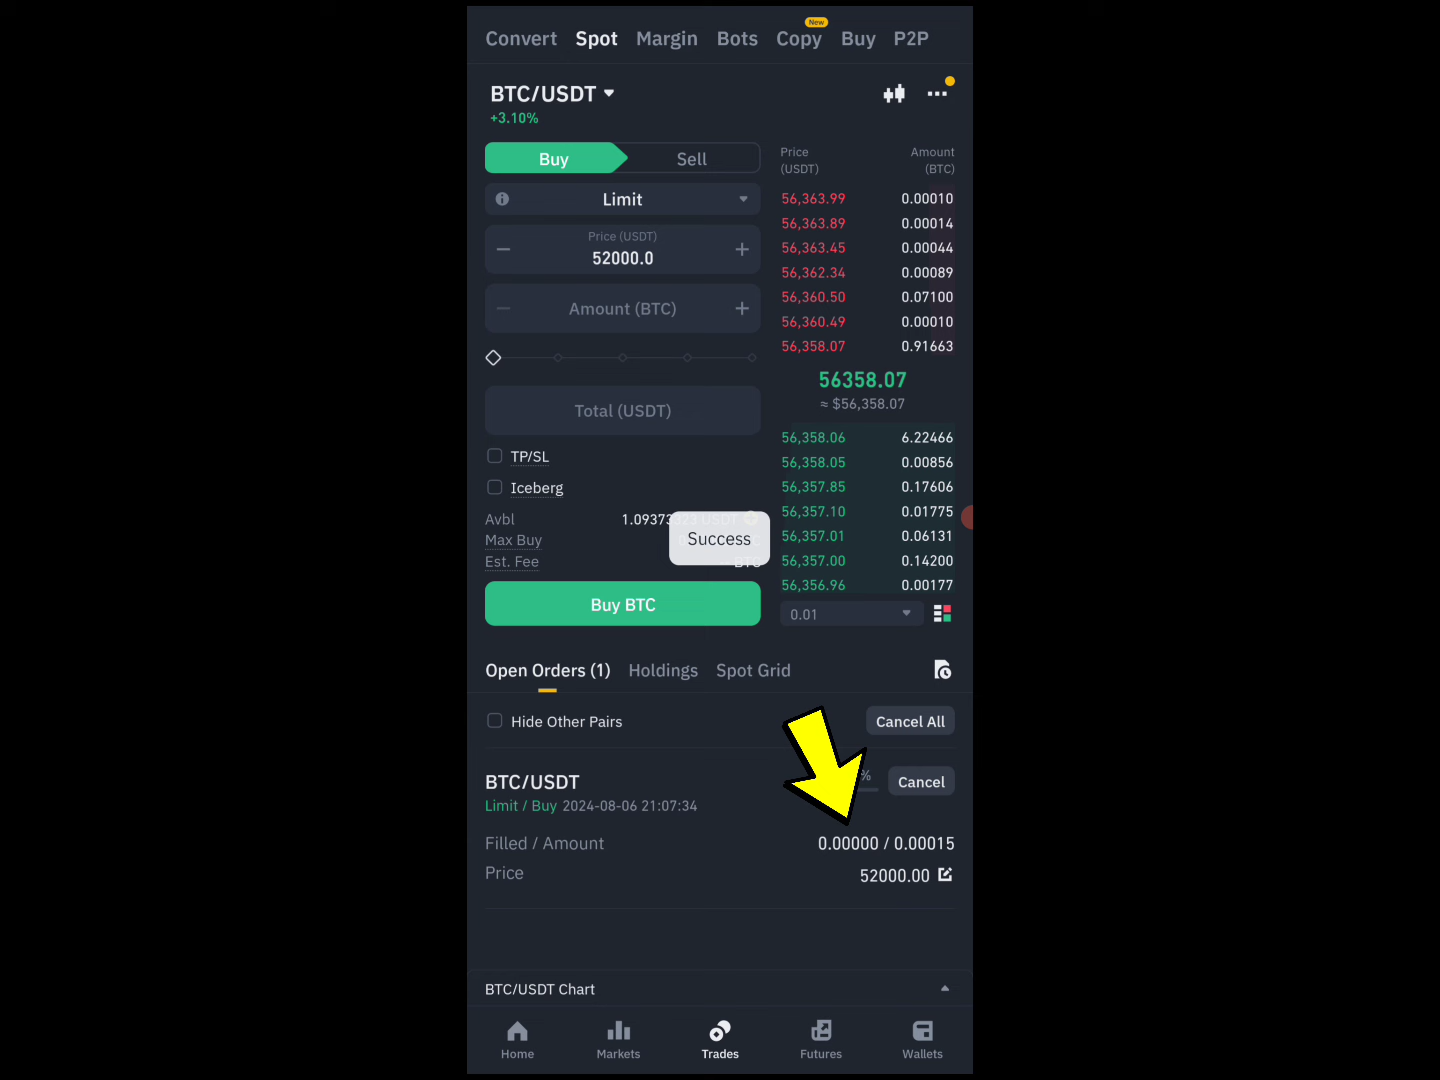 Convert Spot Margin Bots Copy Buy P2P
New
BTC/USDT
+3.10%
Buy Sell
Limit
Price (USDT)
52000.0
Amount (BTC)
Total (USDT)
TP/SL
Iceberg
Avbl USDT
Max Buy
Est. Fee -- BTC
Success
Buy BTC
Price Amount
(USDT) (BTC)
56,363.99 0.00010
56,363.89 0.00014
56,363.45 0.00044
56,362.34 0.00089
56,360.50 0.07100
56,360.49 0.00010
56,358.07 0.91663
56358.07
≈ $56,358.07
56,358.06 6.22466
56,358.05 0.00856
56,357.85 0.17606
56,357.10 0.01775
56,357.01 0.06131
56,357.00 0.14200
56,356.96 0.00177
0.01
Open Orders (1) Holdings Spot Grid
Hide Other Pairs Cancel All
BTC/USDT % Cancel
Limit / Buy 2024-08-06 21:07:34
Filled / Amount 0.00000 / 0.00015
Price 52000.00
BTC/USDT Chart
Home Markets Trades Futures Wallets